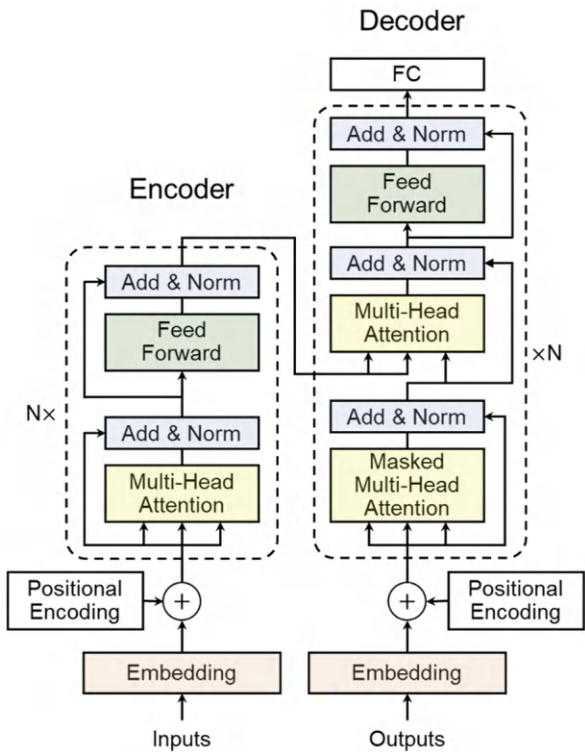 Decoder
FC
Add & Norm
Feed
Forward
Add & Norm
Multi-Head
Attention
×N
Add & Norm
Masked
Multi-Head
Attention
Positional
Encoding
+
Embedding
Outputs
Encoder
Add & Norm
Feed
Forward
N×
Add & Norm
Multi-Head
Attention
Positional
Encoding
+
Embedding
Inputs